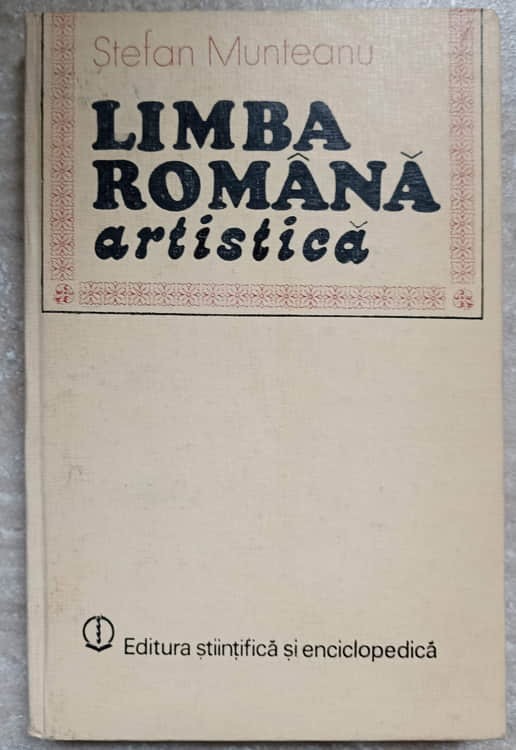 Ștefan Munteanu
LIMBA
ROMÂNĂ
artistică
Editura științifică și enciclopedică